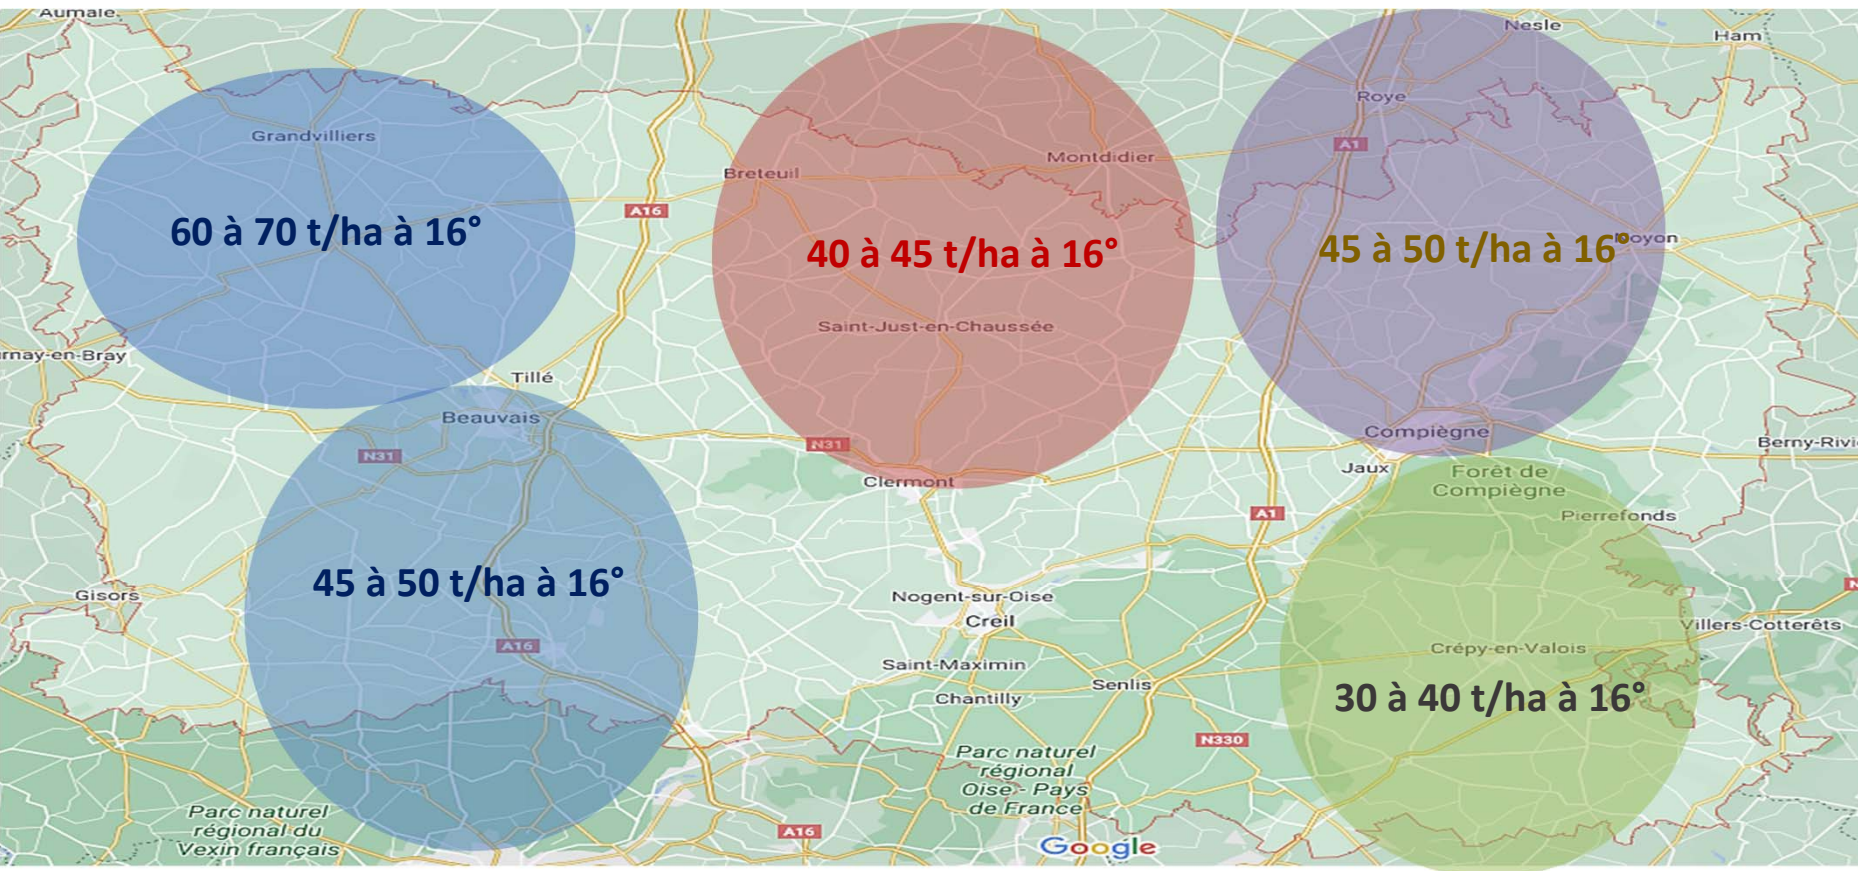 Aumale
Nesle
Ham
Roye
Grandvilliers
A1
Montdidier
Breteuil
A16
60 à 70 t/ha à 16°
40 à 45 t/ha à 16°
45 à 50 t/ha à 16°
Noyon
Saint-Just-en-Chaussée
rnay-en-Bray
Tillé
Beauvais
Compiègne
N31
N31
Berny-Rivi
Jaux
Forêt de
Compiègne
Clermont
A1
Pierrefonds
45 à 50 t/ha à 16°
Gisors
Nogent-sur-Oise
Creil
Villers-Cotterêts
A16
Crépy-en-Valois
Saint-Maximin
Senlis
Chantilly
30 à 40 t/ha à 16°
N330
Parc naturel
régional
Oise - Pays
de France
Parc naturel
régional du
Vexin français
A16
Google